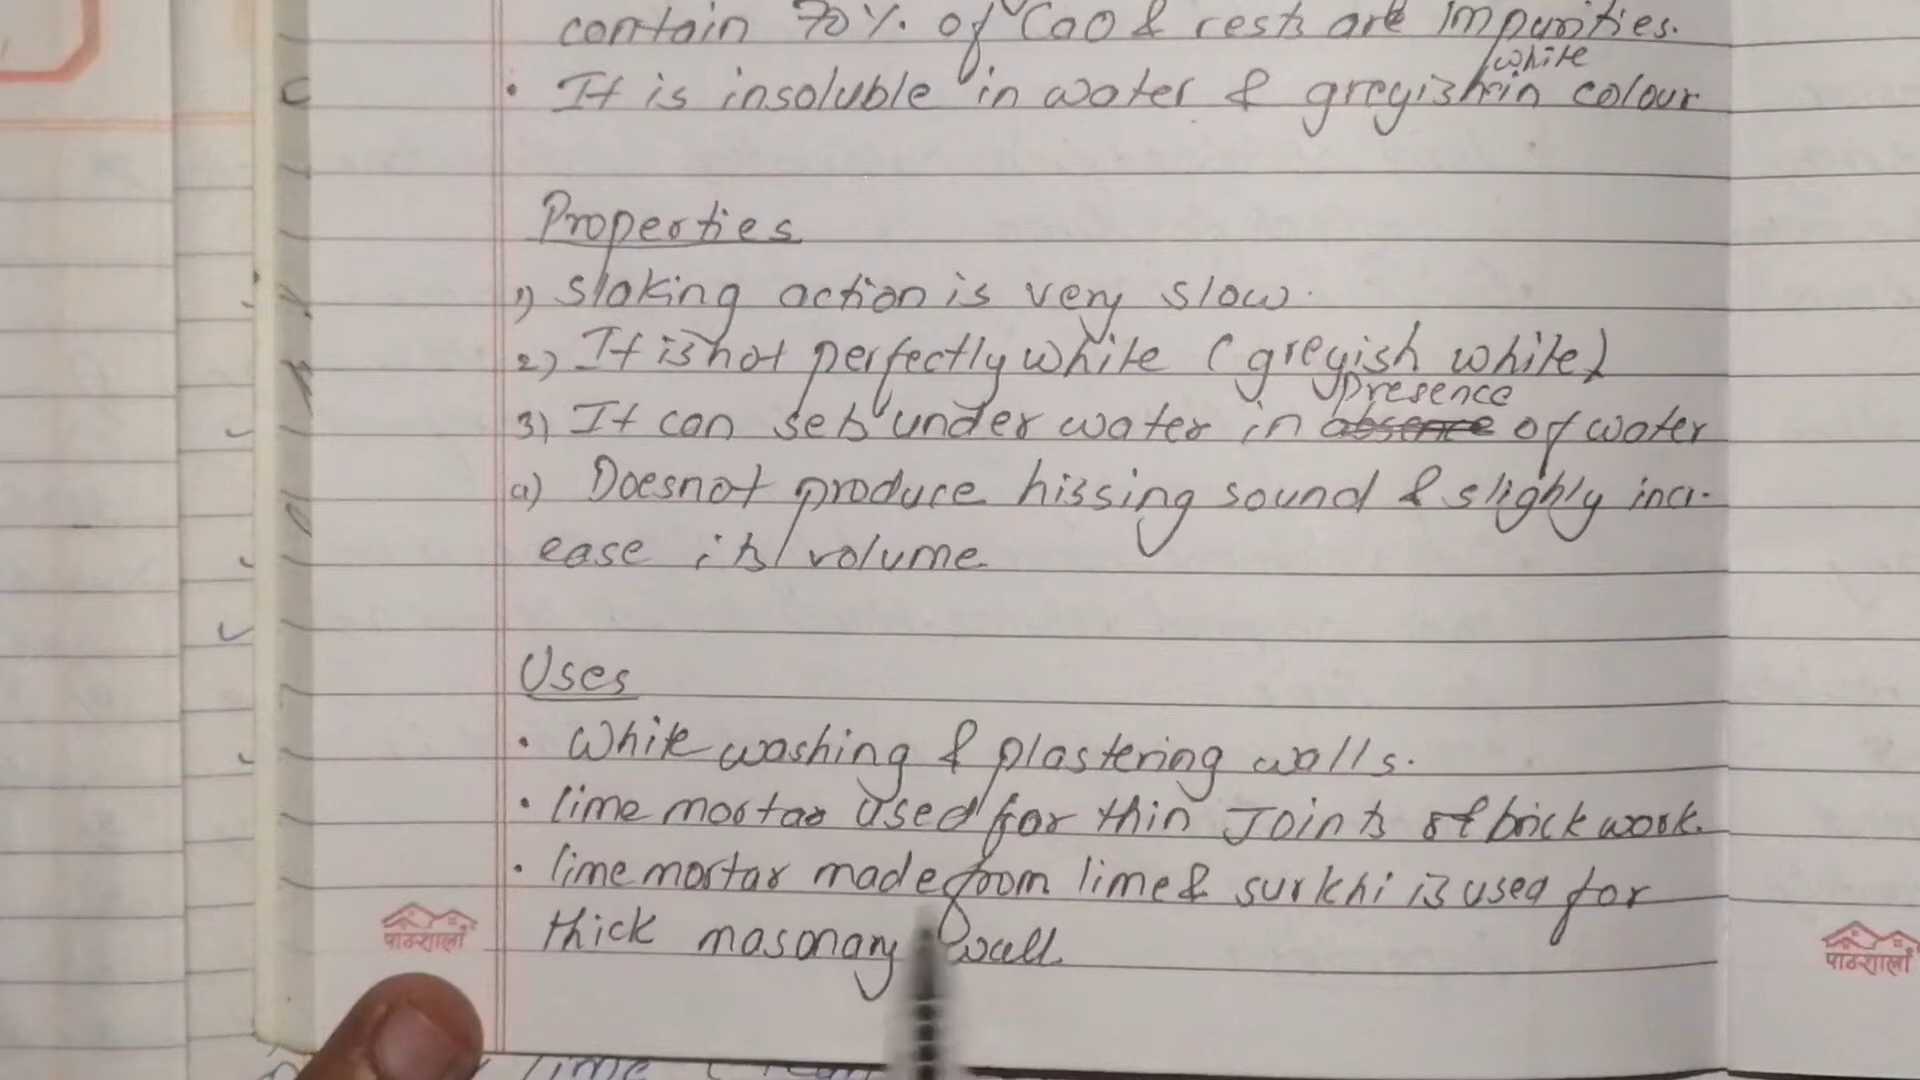 contain 70% of CaO & rests are impurities.
white
• It is insoluble in water & greyish in colour
Properties
1) Slaking action is very slow.
2) It is not perfectly white (greyish white)
presence
3) It can sets under water in absence of water
a) Doesnot produce hissing sound & slighly incr-
ease its volume.
Uses
• White washing & plastering walls.
• lime mortar used for thin Joints of brick work.
• lime mortar made from lime & surkhi is used for
thick masonary wall
पाठशाला
पाठशाला
lime